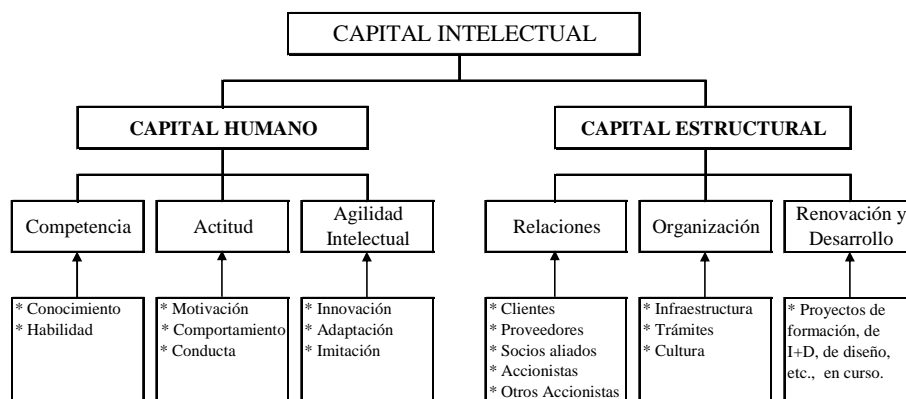 CAPITAL INTELECTUAL
CAPITAL HUMANO
CAPITAL ESTRUCTURAL
Competencia
Actitud
Agilidad
Intelectual
Relaciones
Organización
Renovación y
Desarrollo
* Conocimiento
* Habilidad
* Motivación
* Comportamiento
* Conducta
* Innovación
* Adaptación
* Imitación
* Clientes
* Proveedores
* Socios aliados
* Accionistas
* Otros Accionistas
* Infraestructura
* Trámites
* Cultura
* Proyectos de
formación, de
I+D, de diseño,
etc., en curso.